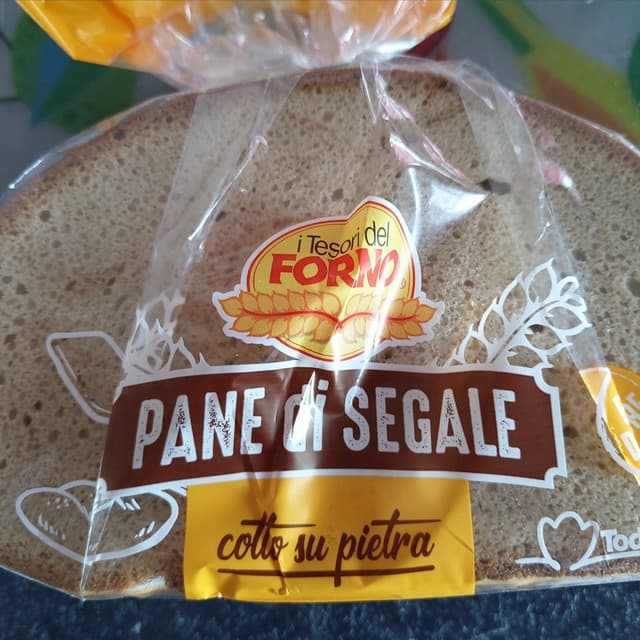 i Tesori del
FORNO
PANE di SEGALE
cotto su pietra